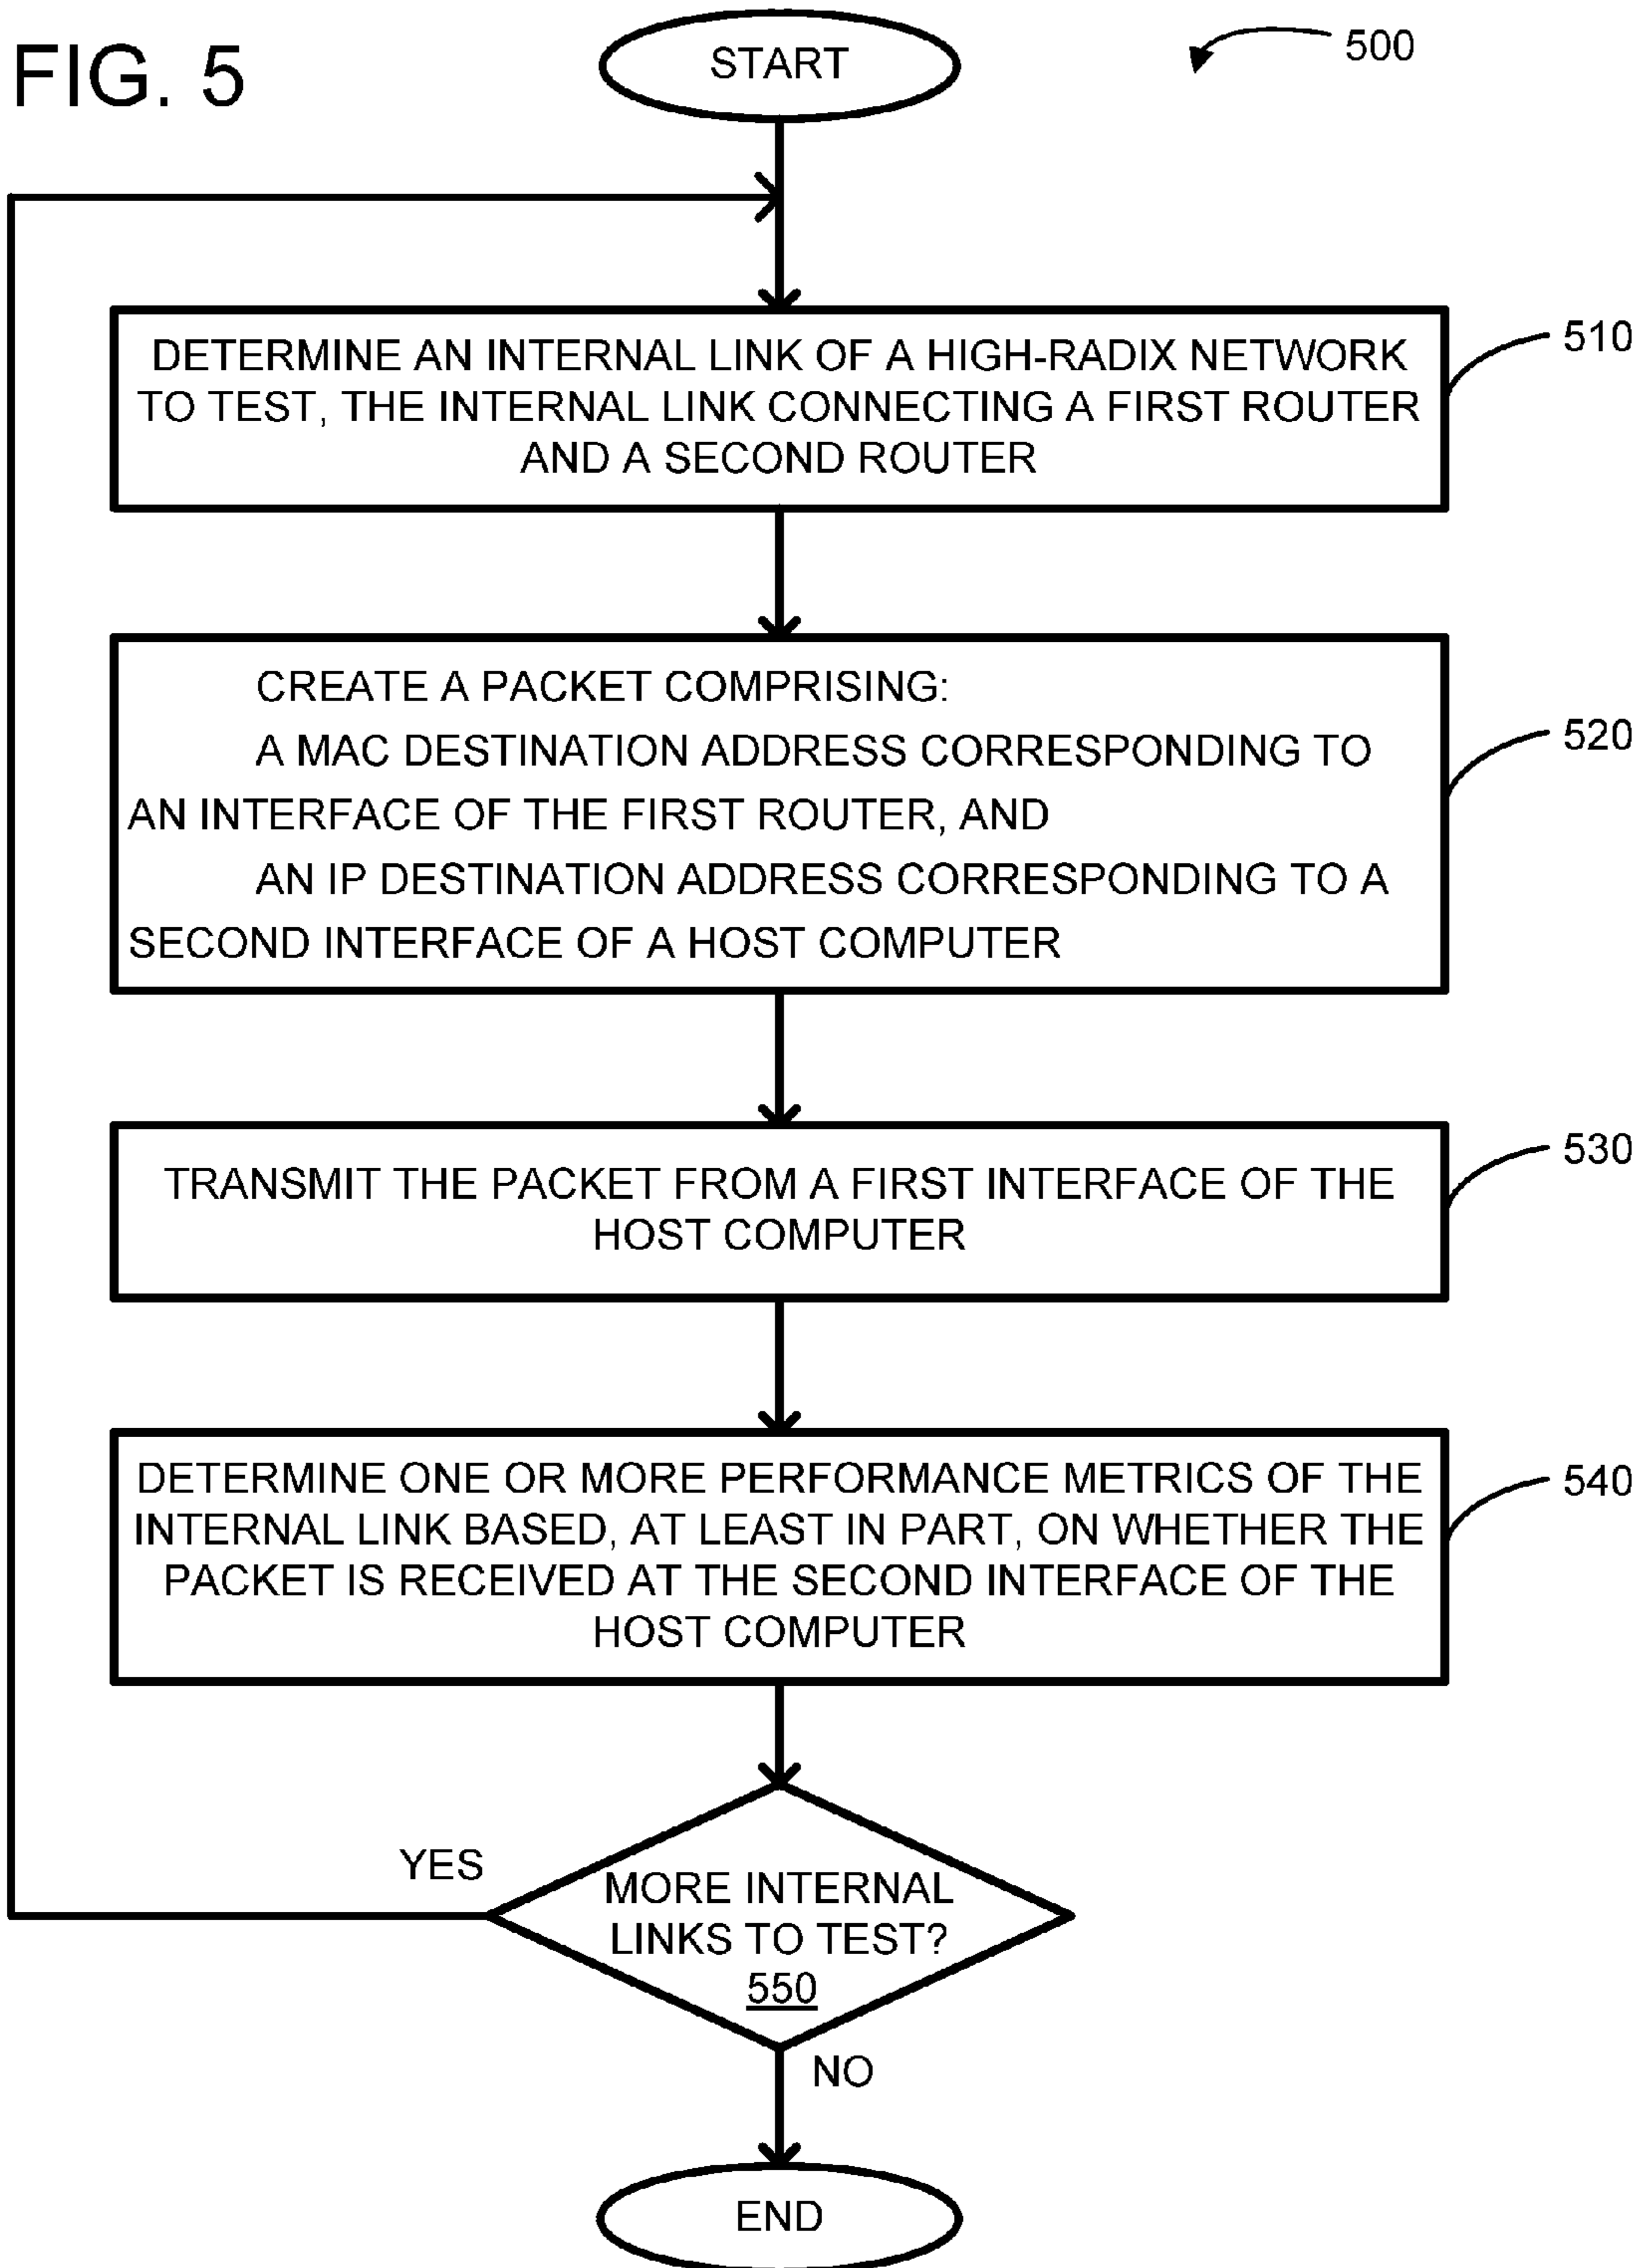 FIG. 5
START
500
DETERMINE AN INTERNAL LINK OF A HIGH-RADIX NETWORK
TO TEST, THE INTERNAL LINK CONNECTING A FIRST ROUTER
AND A SECOND ROUTER
510
CREATE A PACKET COMPRISING:
A MAC DESTINATION ADDRESS CORRESPONDING TO
AN INTERFACE OF THE FIRST ROUTER, AND
AN IP DESTINATION ADDRESS CORRESPONDING TO A
SECOND INTERFACE OF A HOST COMPUTER
520
TRANSMIT THE PACKET FROM A FIRST INTERFACE OF THE
HOST COMPUTER
530
DETERMINE ONE OR MORE PERFORMANCE METRICS OF THE
INTERNAL LINK BASED, AT LEAST IN PART, ON WHETHER THE
PACKET IS RECEIVED AT THE SECOND INTERFACE OF THE
HOST COMPUTER
540
YES
MORE INTERNAL
LINKS TO TEST?
550
NO
END